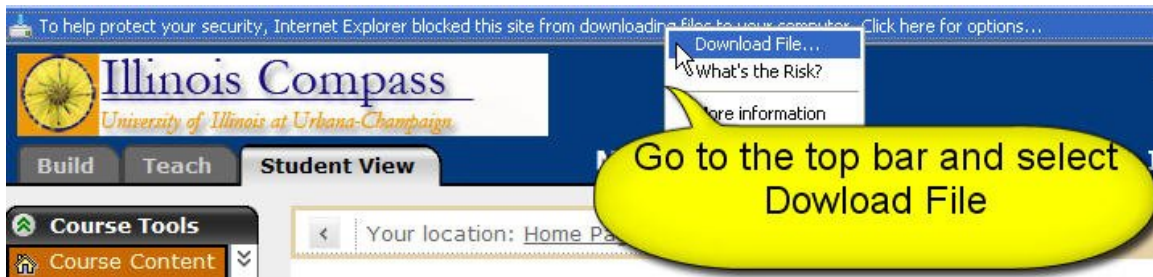 To help protect your security, Internet Explorer blocked this site from downloading files to your computer. Click here for options...
Download File...
What's the Risk?
More information
Illinois Compass
University of Illinois at Urbana-Champaign
Build Teach Student View
Go to the top bar and select
Dowload File
Course Tools
Your location: Home
Course Content